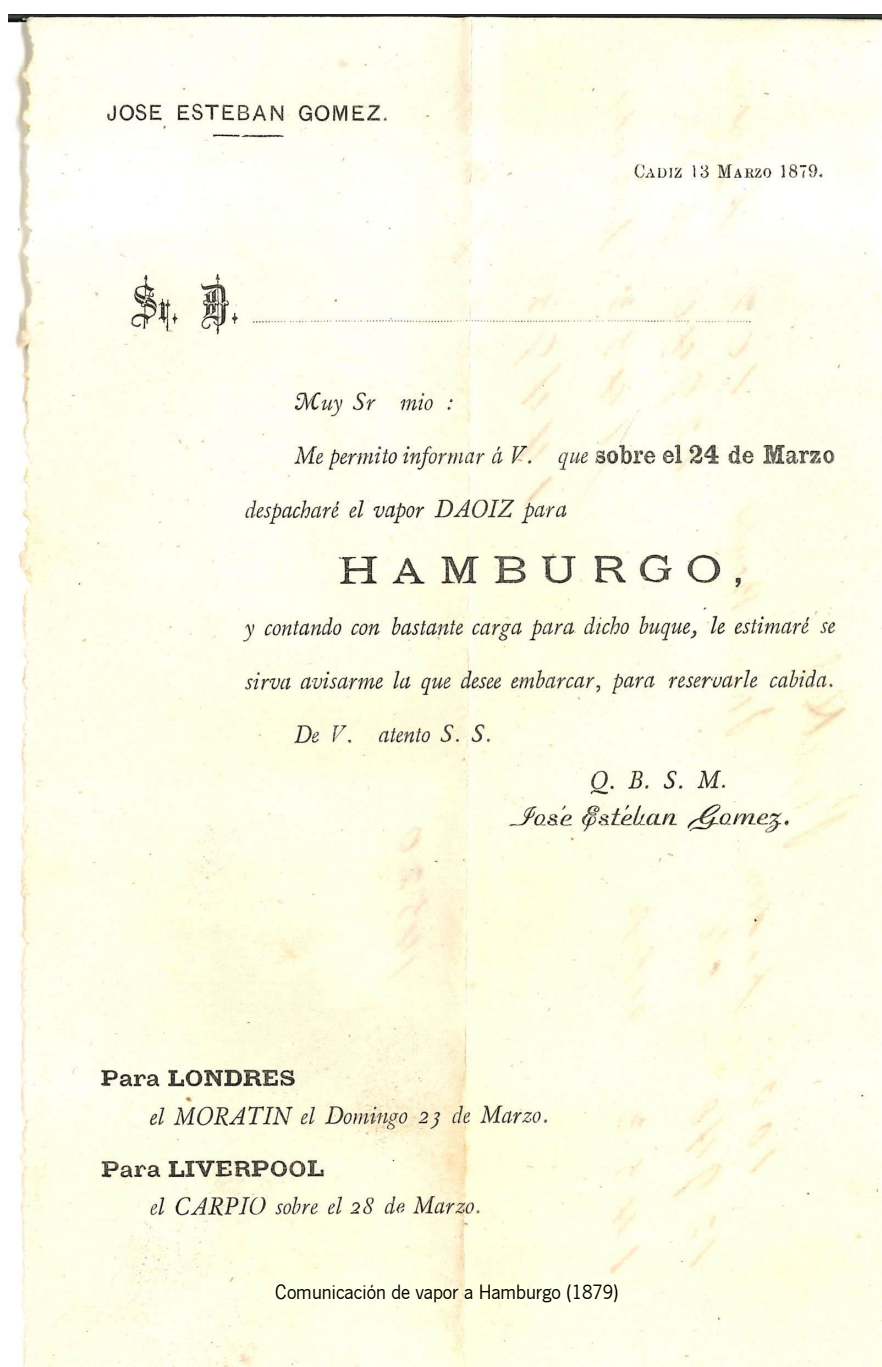 JOSE ESTEBAN GOMEZ.
CADIZ 13 MARZO 1879.
Sr. D.
Muy Sr mio :
Me permito informar á V. que sobre el 24 de Marzo
despacharé el vapor DAOIZ para
HAMBURGO,
y contando con bastante carga para dicho buque, le estimaré se
sirva avisarme la que desee embarcar, para reservarle cabida.
De V. atento S. S.
Q. B. S. M.
José Estéban Gomez.
Para LONDRES
el MORATIN el Domingo 23 de Marzo.
Para LIVERPOOL
el CARPIO sobre el 28 de Marzo.
Comunicación de vapor a Hamburgo (1879)